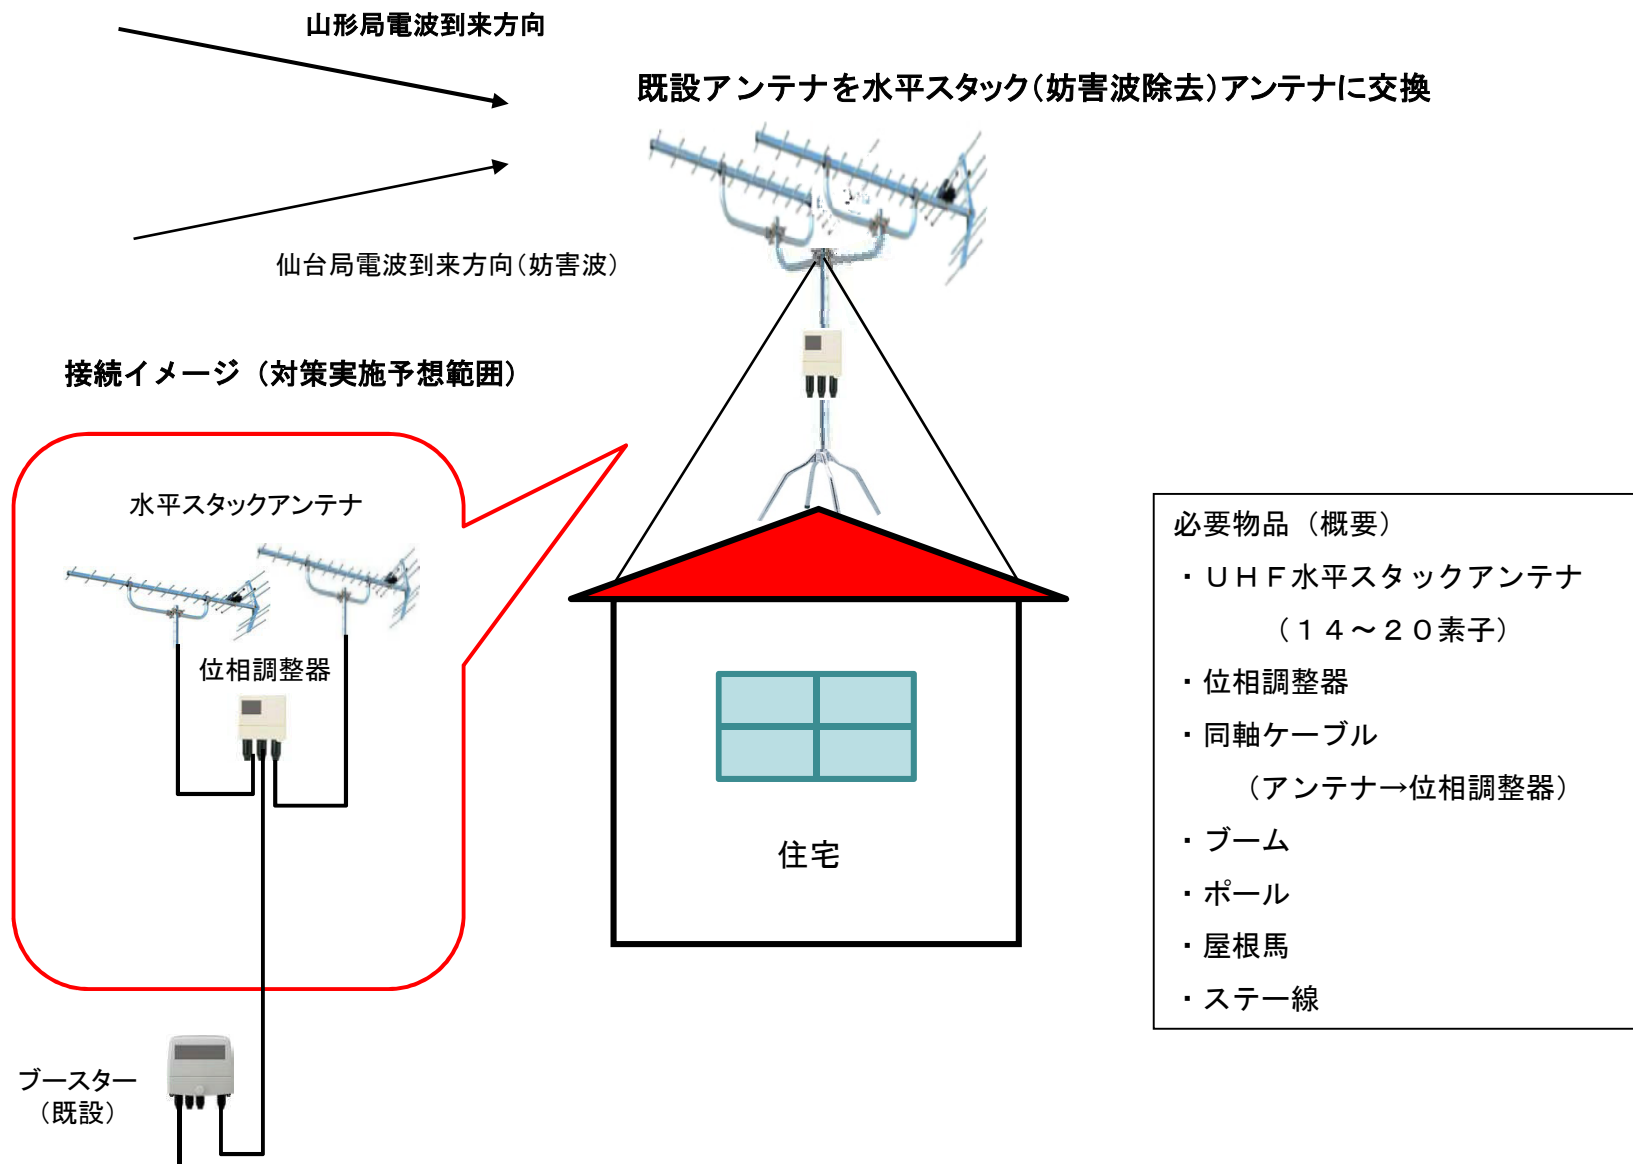 山形局電波到来方向
既設アンテナを水平スタック(妨害波除去)アンテナに交換
仙台局電波到来方向(妨害波)
接続イメージ（対策実施予想範囲）
水平スタックアンテナ
位相調整器
ブースター
（既設）
住宅
必要物品（概要）
・ＵＨＦ水平スタックアンテナ
（１４～２０素子）
・位相調整器
・同軸ケーブル
（アンテナ→位相調整器）
・ブーム
・ポール
・屋根馬
・ステー線